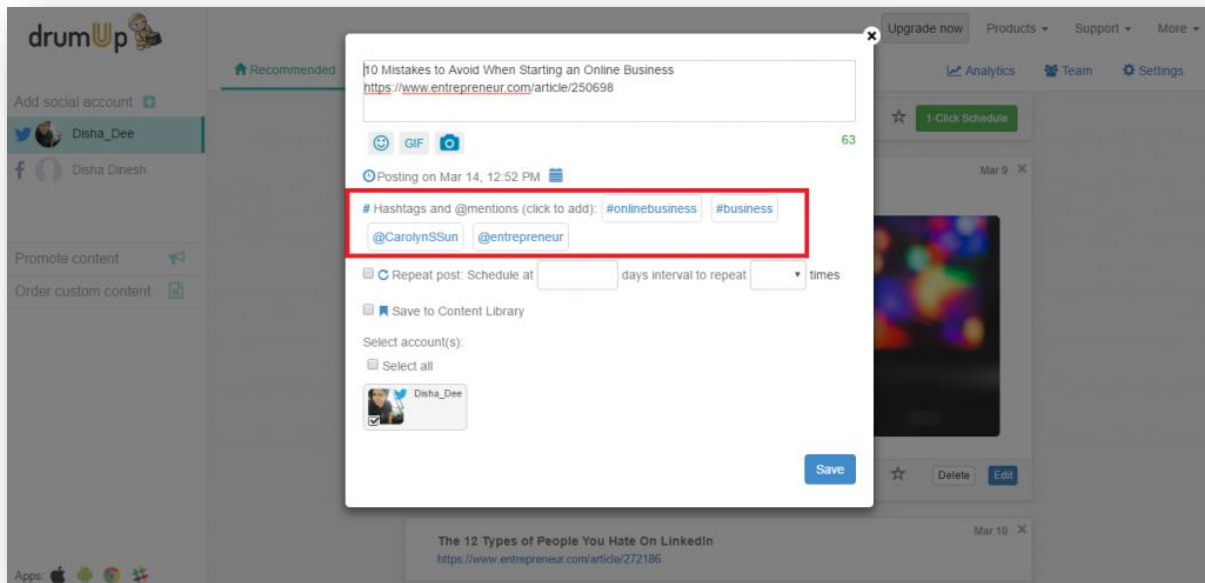 drumUp
Upgrade now Products Support More
Recommended Analytics Team Settings
Add social account
Disha_Dee
Disha Dinesh
Promote content
Order custom content
Apps:
10 Mistakes to Avoid When Starting an Online Business
https://www.entrepreneur.com/article/250698
GIF
63
Posting on Mar 14, 12:52 PM
# Hashtags and @mentions (click to add): #onlinebusiness #business
@CarolynSSun @entrepreneur
Repeat post: Schedule at days interval to repeat times
Save to Content Library
Select account(s):
Select all
Disha_Dee
Save
1-Click Schedule
Mar 9
Delete Edit
Mar 10
The 12 Types of People You Hate On LinkedIn
https://www.entrepreneur.com/article/272186